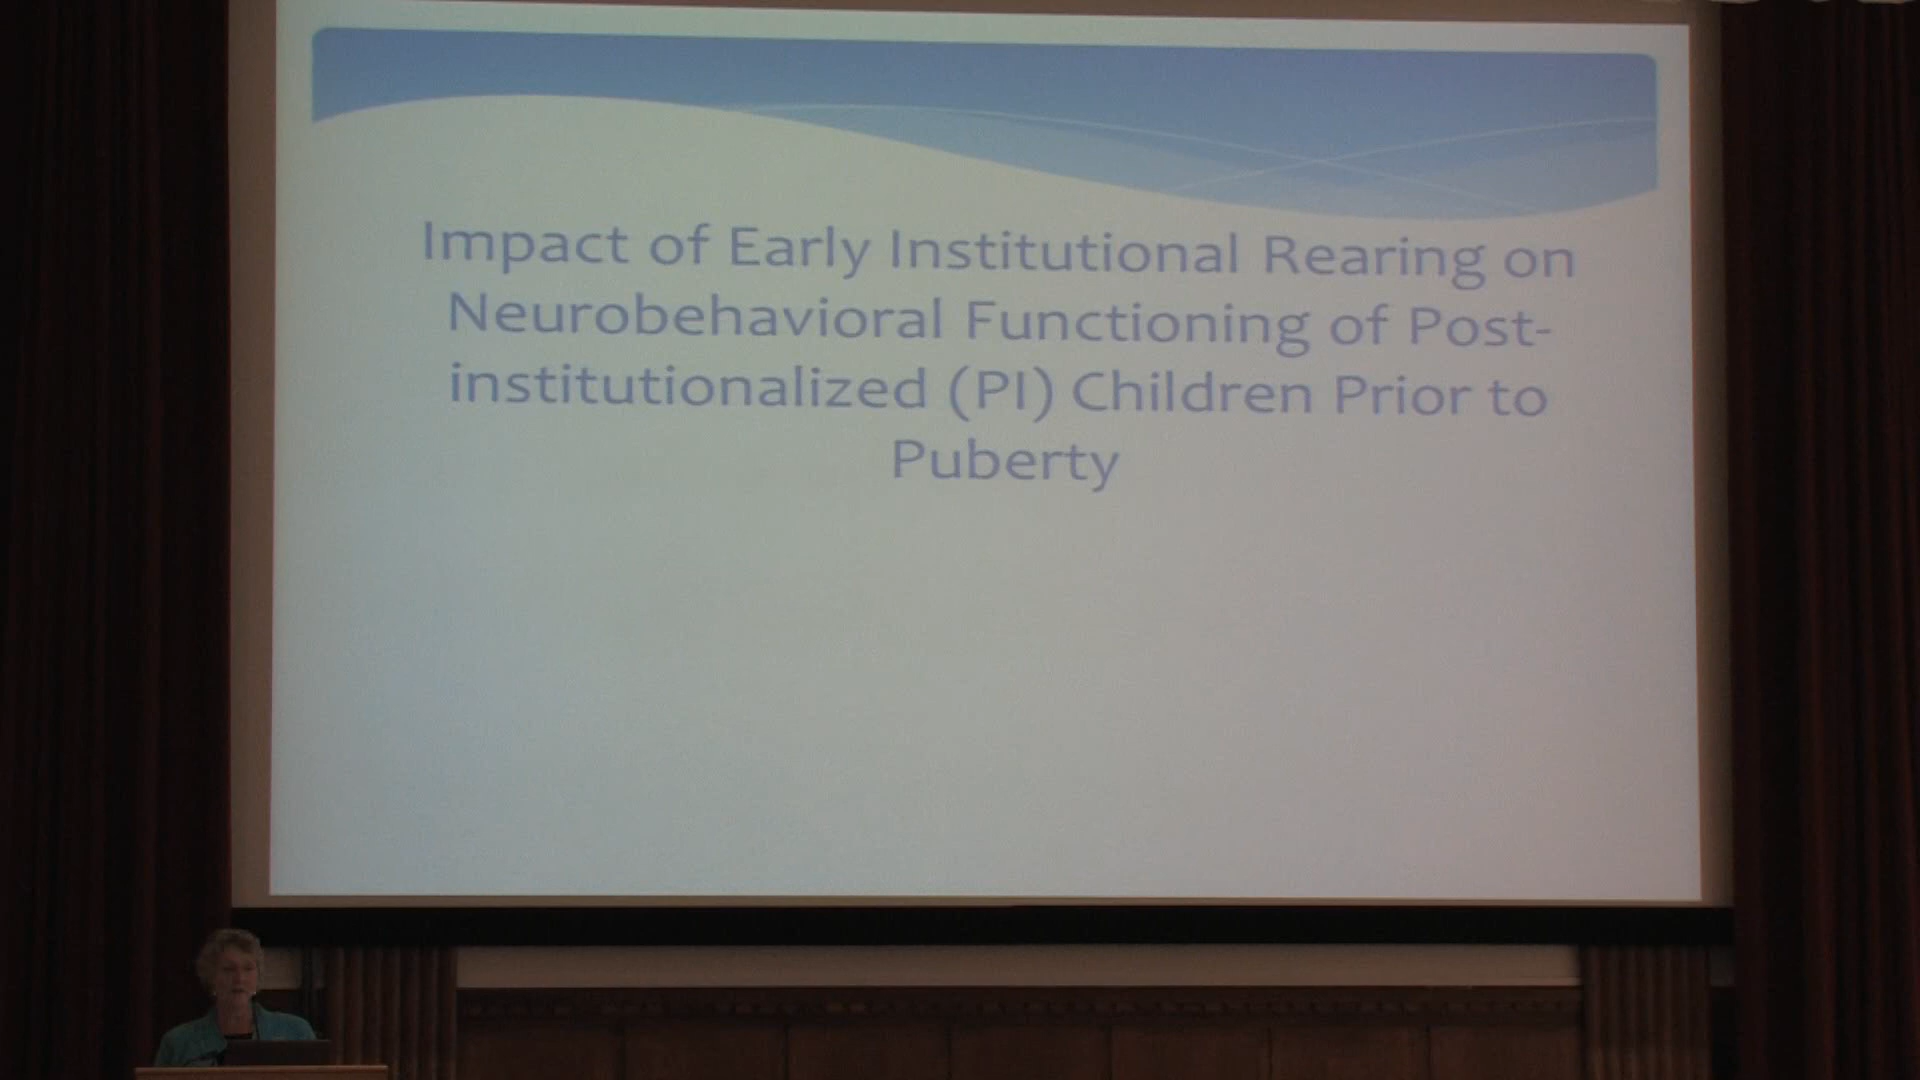 Impact of Early Institutional Rearing on
Neurobehavioral Functioning of Post-
institutionalized (PI) Children Prior to
Puberty